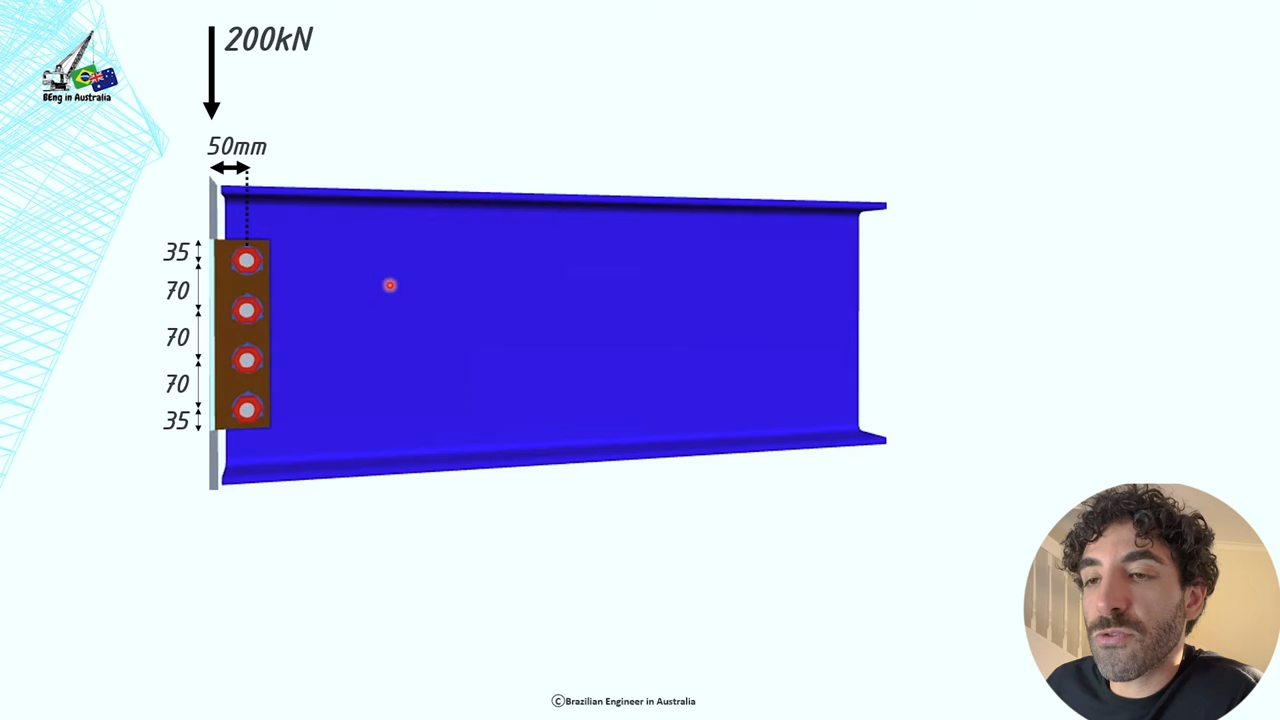 200kN
BEng in Australia
50mm
35
70
70
70
35
©Brazilian Engineer in Australia